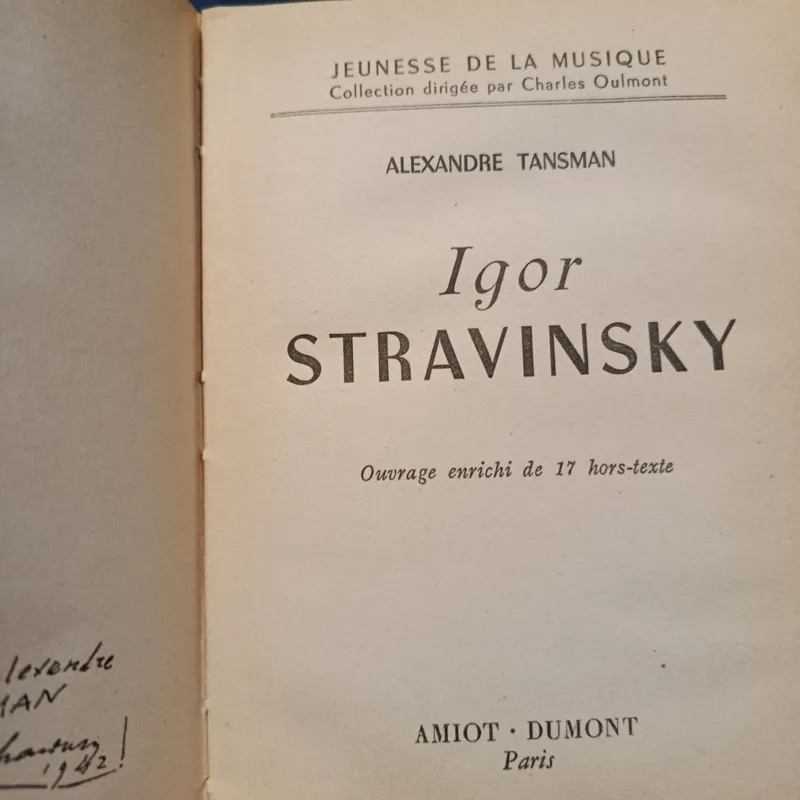 JEUNESSE DE LA MUSIQUE
Collection dirigée par Charles Oulmont
ALEXANDRE TANSMAN
Igor
STRAVINSKY
Ouvrage enrichi de 17 hors-texte
AMIOT · DUMONT
Paris
lexandre
MAN
1942